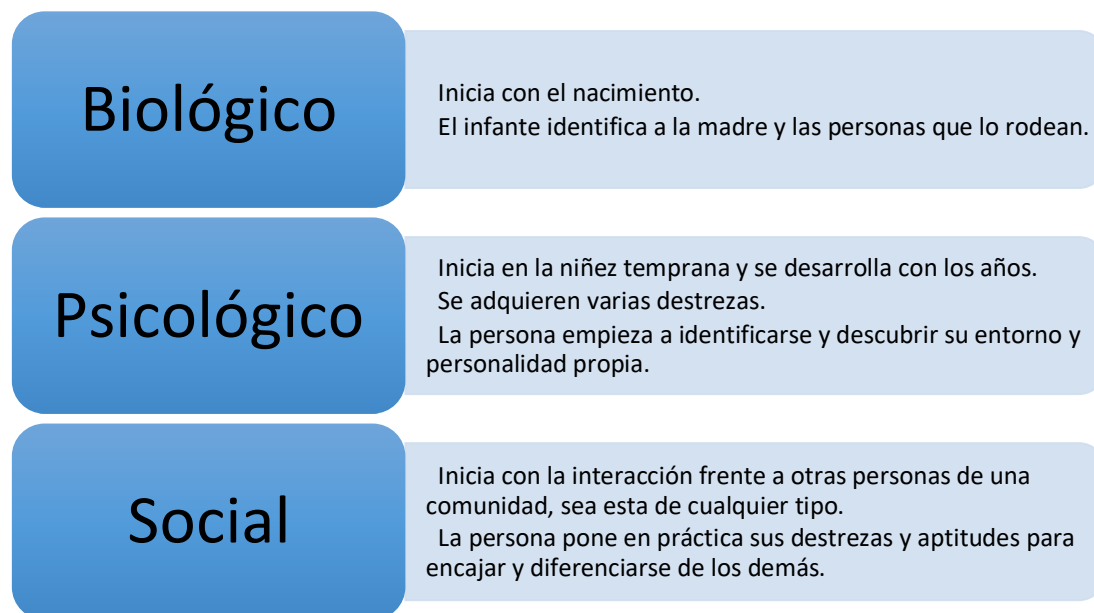 Biológico
Inicia con el nacimiento.
El infante identifica a la madre y las personas que lo rodean.
Psicológico
Inicia en la niñez temprana y se desarrolla con los años.
Se adquieren varias destrezas.
La persona empieza a identificarse y descubrir su entorno y
personalidad propia.
Social
Inicia con la interacción frente a otras personas de una
comunidad, sea esta de cualquier tipo.
La persona pone en práctica sus destrezas y aptitudes para
encajar y diferenciarse de los demás.